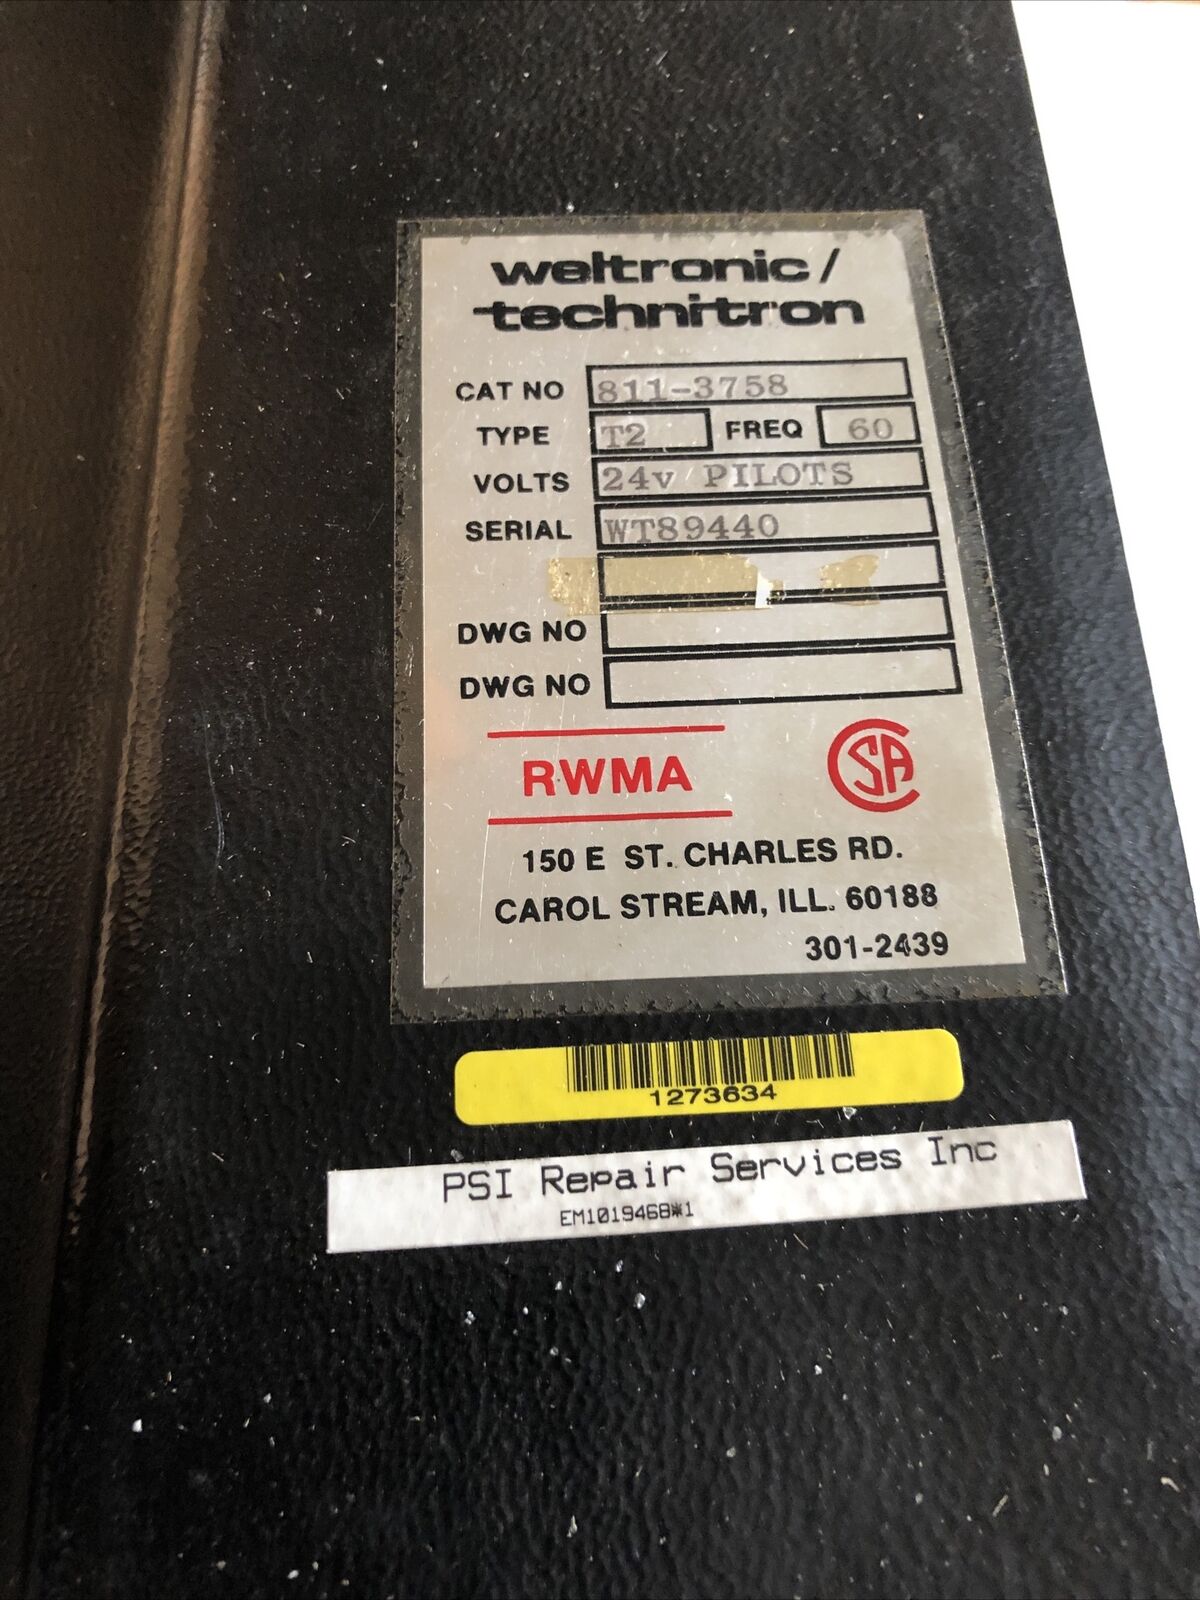 weltronic/
technitron
CAT NO 811-3758
TYPE T2 FREQ 60
VOLTS 24v PILOTS
SERIAL WT89440
DWG NO
DWG NO
RWMA CSA
150 E ST. CHARLES RD.
CAROL STREAM, ILL. 60188
301-2439
1273634
PSI Repair Services Inc
EM1019468*1